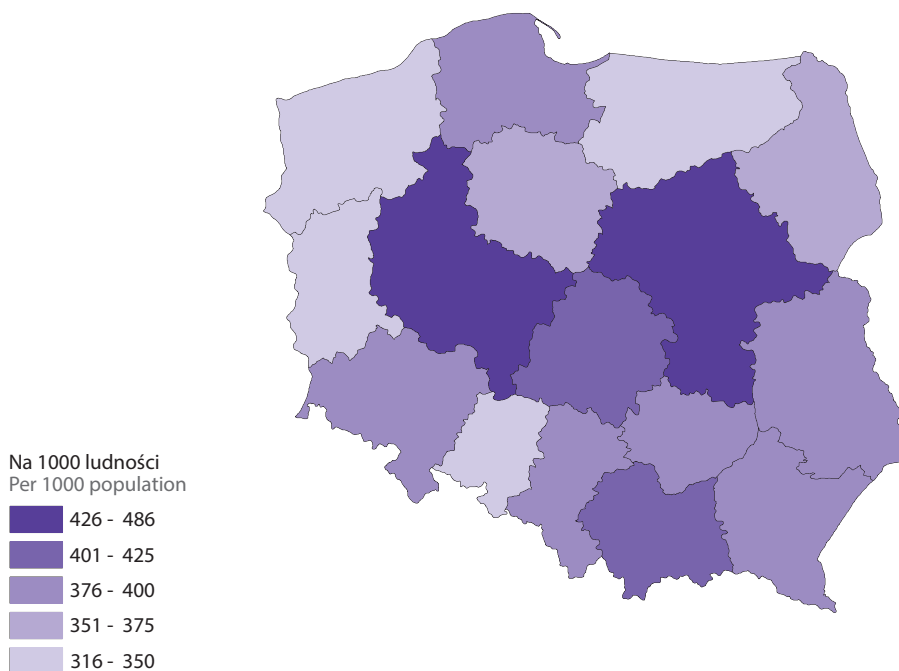 Na 1000 ludności
Per 1000 population
426 - 486
401 - 425
376 - 400
351 - 375
316 - 350